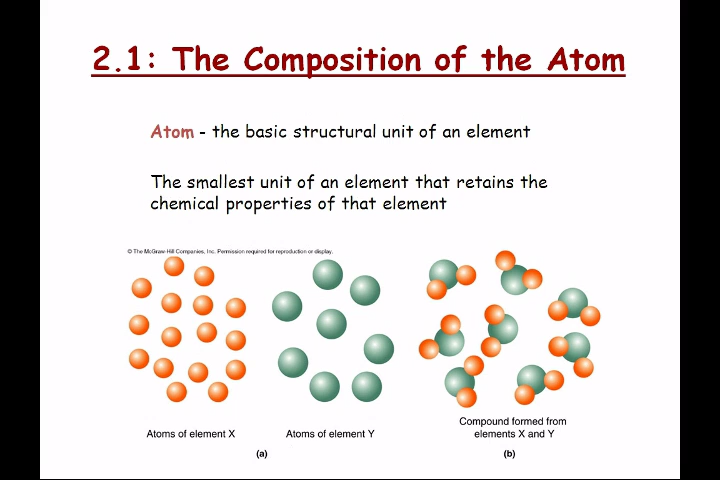 2.1: The Composition of the Atom
Atom - the basic structural unit of an element
The smallest unit of an element that retains the
chemical properties of that element
© The McGraw-Hill Companies, Inc. Permission required for reproduction or display.
Atoms of element X
Atoms of element Y
(a)
Compound formed from
elements X and Y
(b)